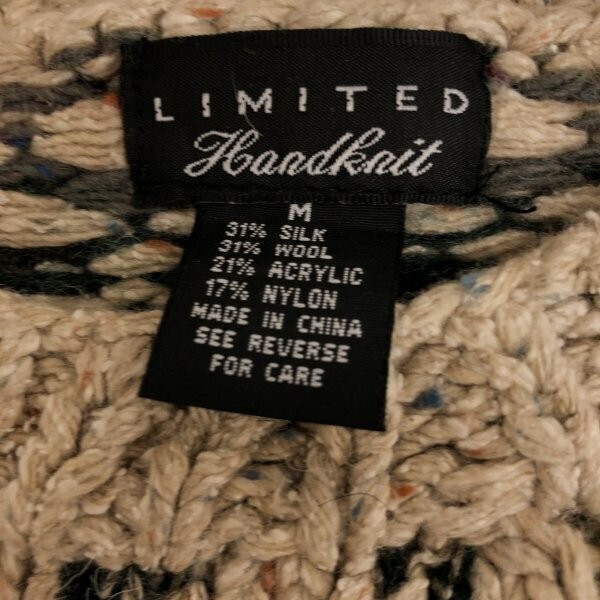 LIMITED
Handknit
M
31% SILK
31% WOOL
21% ACRYLIC
17% NYLON
MADE IN CHINA
SEE REVERSE
FOR CARE